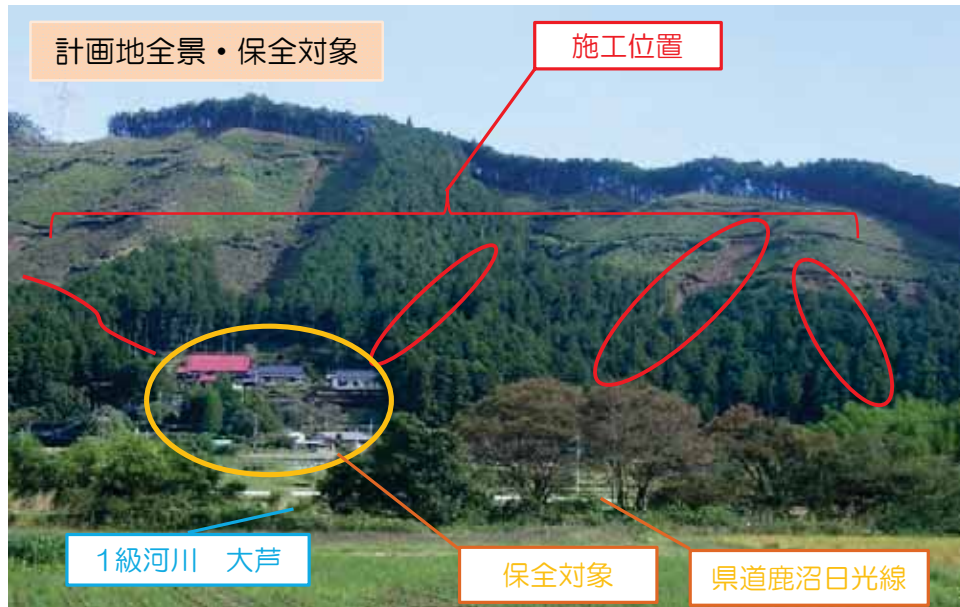 計画地全景・保全対象
施工位置
1級河川　大芦
保全対象
県道鹿沼日光線